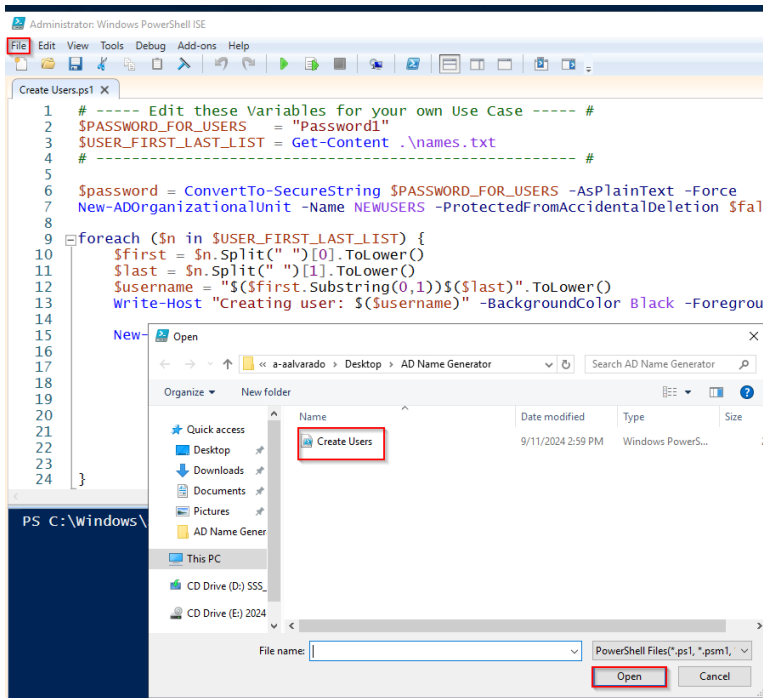 Administrator: Windows PowerShell ISE
File Edit View Tools Debug Add-ons Help
Create Users.ps1 X
1 # ----- Edit these Variables for your own Use Case ----- #
2 $PASSWORD_FOR_USERS = "Password1"
3 $USER_FIRST_LAST_LIST = Get-Content .\names.txt
4 # ------------------------------------------------------ #
5
6 $password = ConvertTo-SecureString $PASSWORD_FOR_USERS -AsPlainText -Force
7 New-ADOrganizationalUnit -Name NEWUSERS -ProtectedFromAccidentalDeletion $fal
8
9 foreach ($n in $USER_FIRST_LAST_LIST) {
10 $first = $n.Split(" ")[0].ToLower()
11 $last = $n.Split(" ")[1].ToLower()
12 $username = "$($first.Substring(0,1))$($last)".ToLower()
13 Write-Host "Creating user: $($username)" -BackgroundColor Black -Foregrou
14
15 New-
16
17
18
19
20
21
22
23
24 }
PS C:\Windows\
Open
« a-aalvarado > Desktop > AD Name Generator
Search AD Name Generator
Organize New folder
Name Date modified Type Size
Quick access
Desktop
Downloads
Documents
Pictures
AD Name Gener
This PC
CD Drive (D:) SSS_
CD Drive (E:) 2024
Create Users 9/11/2024 2:59 PM Windows PowerS...
File name:
PowerShell Files(*.ps1, *.psm1,
Open Cancel